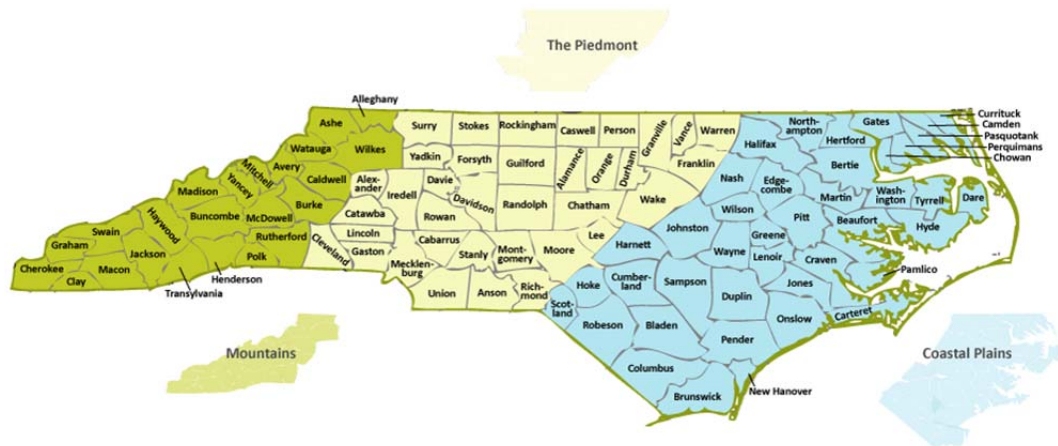 The Piedmont
Alleghany
Ashe
Surry
Stokes
Rockingham
Caswell
Person
Granville
Vance
Warren
North-
ampton
Gates
Currituck
Camden
Pasquotank
Perquimans
Chowan
Watauga
Wilkes
Halifax
Hertford
Mitchell
Avery
Yadkin
Forsyth
Guilford
Alamance
Orange
Durham
Franklin
Bertie
Madison
Yancey
Caldwell
Alex-
ander
Iredell
Davie
Davidson
Randolph
Chatham
Wake
Nash
Edge-
combe
Martin
Wash-
ington
Tyrrell
Dare
Haywood
Buncombe
McDowell
Burke
Catawba
Rowan
Wilson
Pitt
Beaufort
Hyde
Swain
Graham
Jackson
Rutherford
Lincoln
Cleveland
Gaston
Cabarrus
Stanly
Mont-
gomery
Moore
Lee
Harnett
Johnston
Wayne
Greene
Lenoir
Craven
Pamlico
Cherokee
Macon
Clay
Polk
Henderson
Transylvania
Mecklen-
burg
Union
Anson
Rich-
mond
Hoke
Cumber-
land
Sampson
Duplin
Jones
Scot-
land
Robeson
Bladen
Onslow
Carteret
Pender
Columbus
Brunswick
New Hanover
Mountains
Coastal Plains